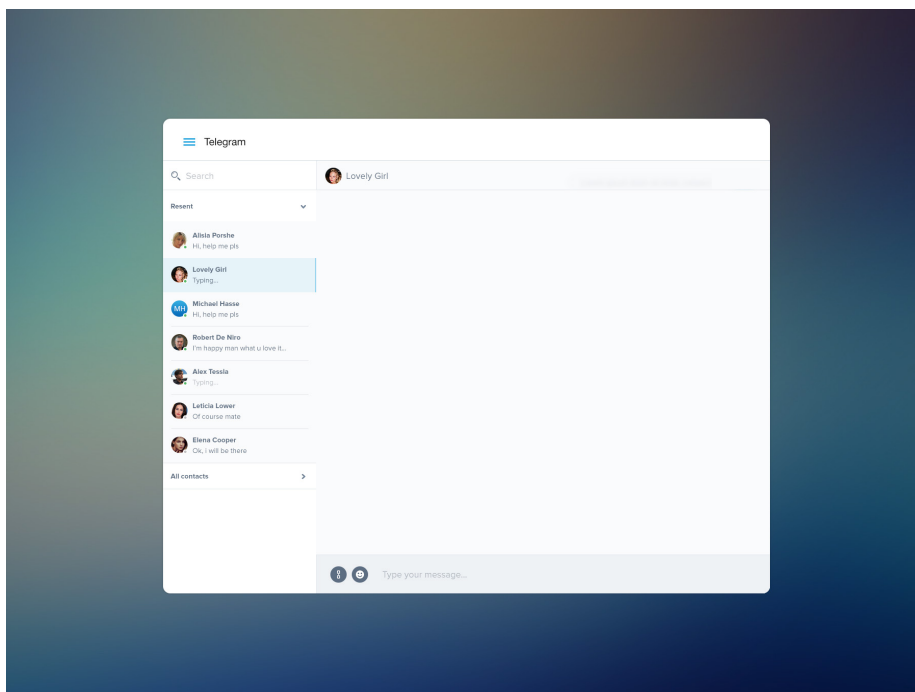 Telegram
Search
Lovely Girl
Resent
Alisia Porshe
Hi, help me pls
Lovely Girl
Typing...
MH
Michael Hasse
Hi, help me pls
Robert De Niro
I'm happy man what u love it...
Alex Tessla
Typing...
Leticia Lower
Of course mate
Elena Cooper
Ok, i will be there
All contacts
Type your message...